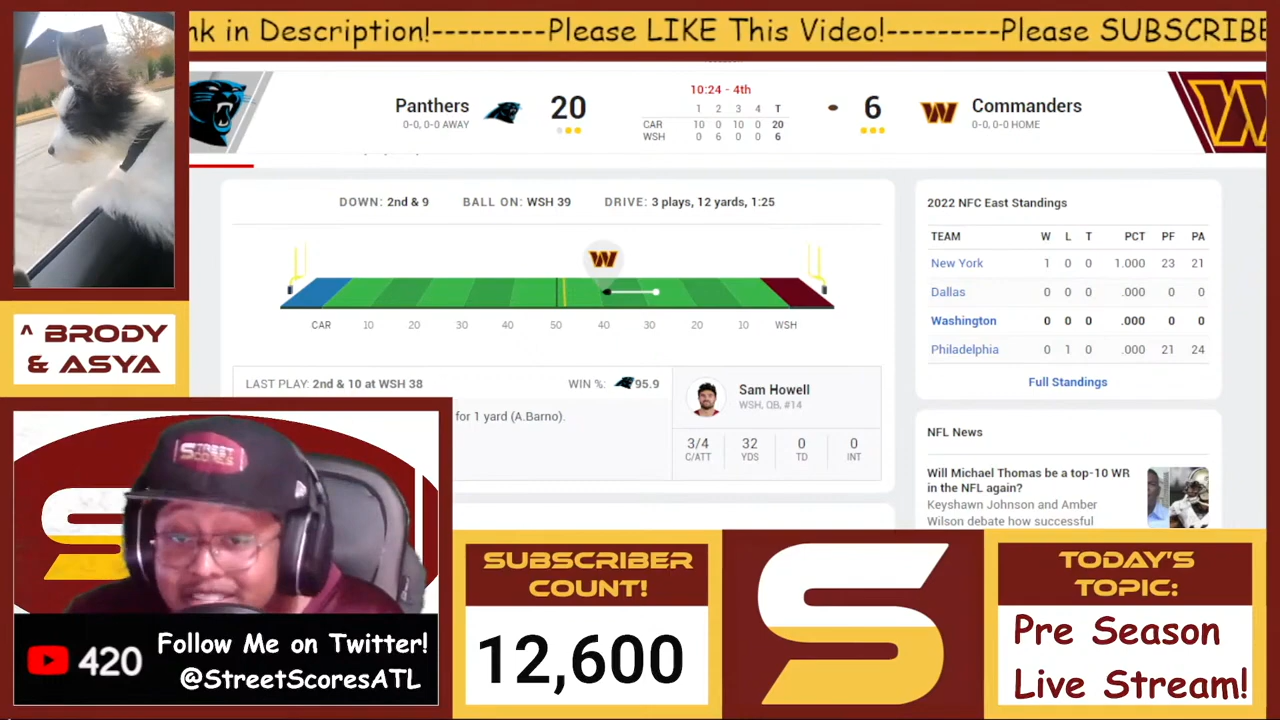 nk in Description!---------Please LIKE This Video!---------Please SUBSCRIBE
Panthers
0-0, 0-0 AWAY
20
10:24 - 4th
1 2 3 4 T
CAR 10 0 10 0 20
WSH 0 6 0 0 6
6
Commanders
0-0, 0-0 HOME
DOWN: 2nd & 9 BALL ON: WSH 39 DRIVE: 3 plays, 12 yards, 1:25
W
CAR 10 20 30 40 50 40 30 20 10 WSH
LAST PLAY: 2nd & 10 at WSH 38 WIN %: 95.9
for 1 yard (A.Barno).
Sam Howell
WSH, QB, #14
3/4 32 0 0
C/ATT YDS TD INT
2022 NFC East Standings
TEAM W L T PCT PF PA
New York 1 0 0 1.000 23 21
Dallas 0 0 0 .000 0 0
Washington 0 0 0 .000 0 0
Philadelphia 0 1 0 .000 21 24
Full Standings
NFL News
Will Michael Thomas be a top-10 WR
in the NFL again?
Keyshawn Johnson and Amber
Wilson debate how successful
^ BRODY
& ASYA
STREET
SCORES
420
Follow Me on Twitter!
@StreetScoresATL
SUBSCRIBER
COUNT!
12,600
S
TODAY'S
TOPIC:
Pre Season
Live Stream!